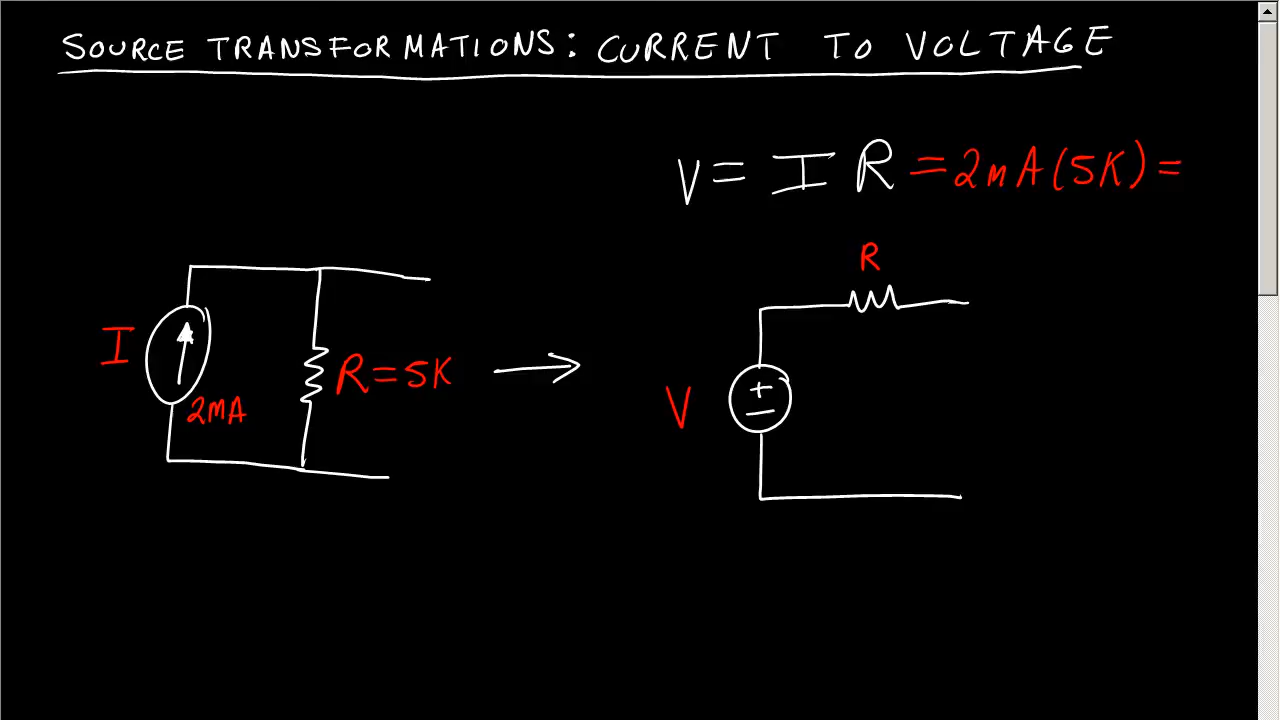 SOURCE TRANSFORMATIONS: CURRENT TO VOLTAGE
V = I R = 2mA(5K) =
R
I
R=5K
V
+
−
2MA